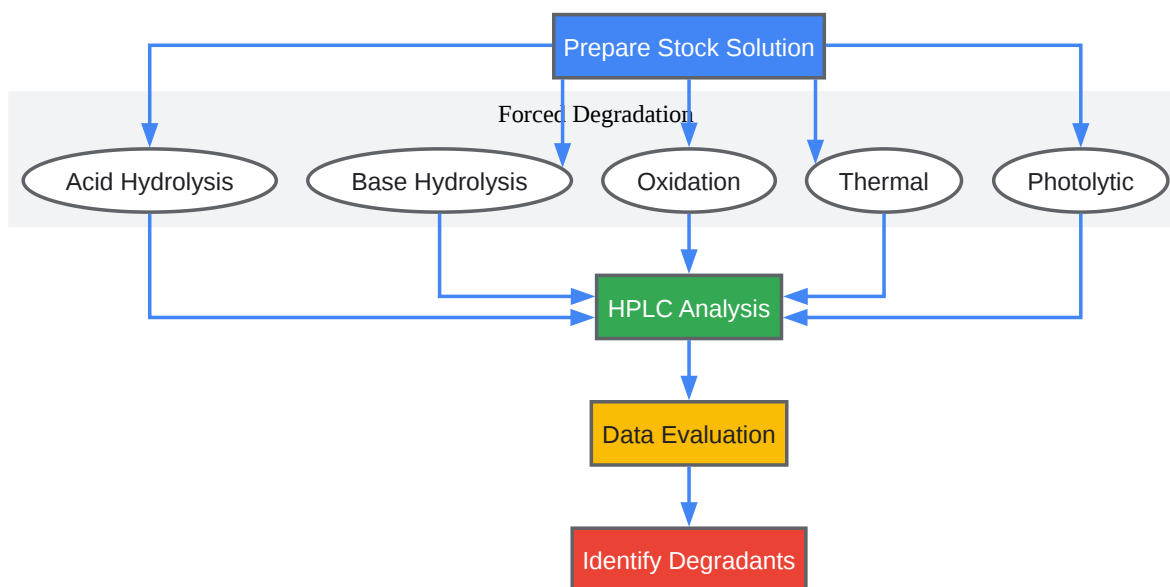 Prepare Stock Solution
Forced Degradation
Acid Hydrolysis
Base Hydrolysis
Oxidation
Thermal
Photolytic
HPLC Analysis
Data Evaluation
Identify Degradants